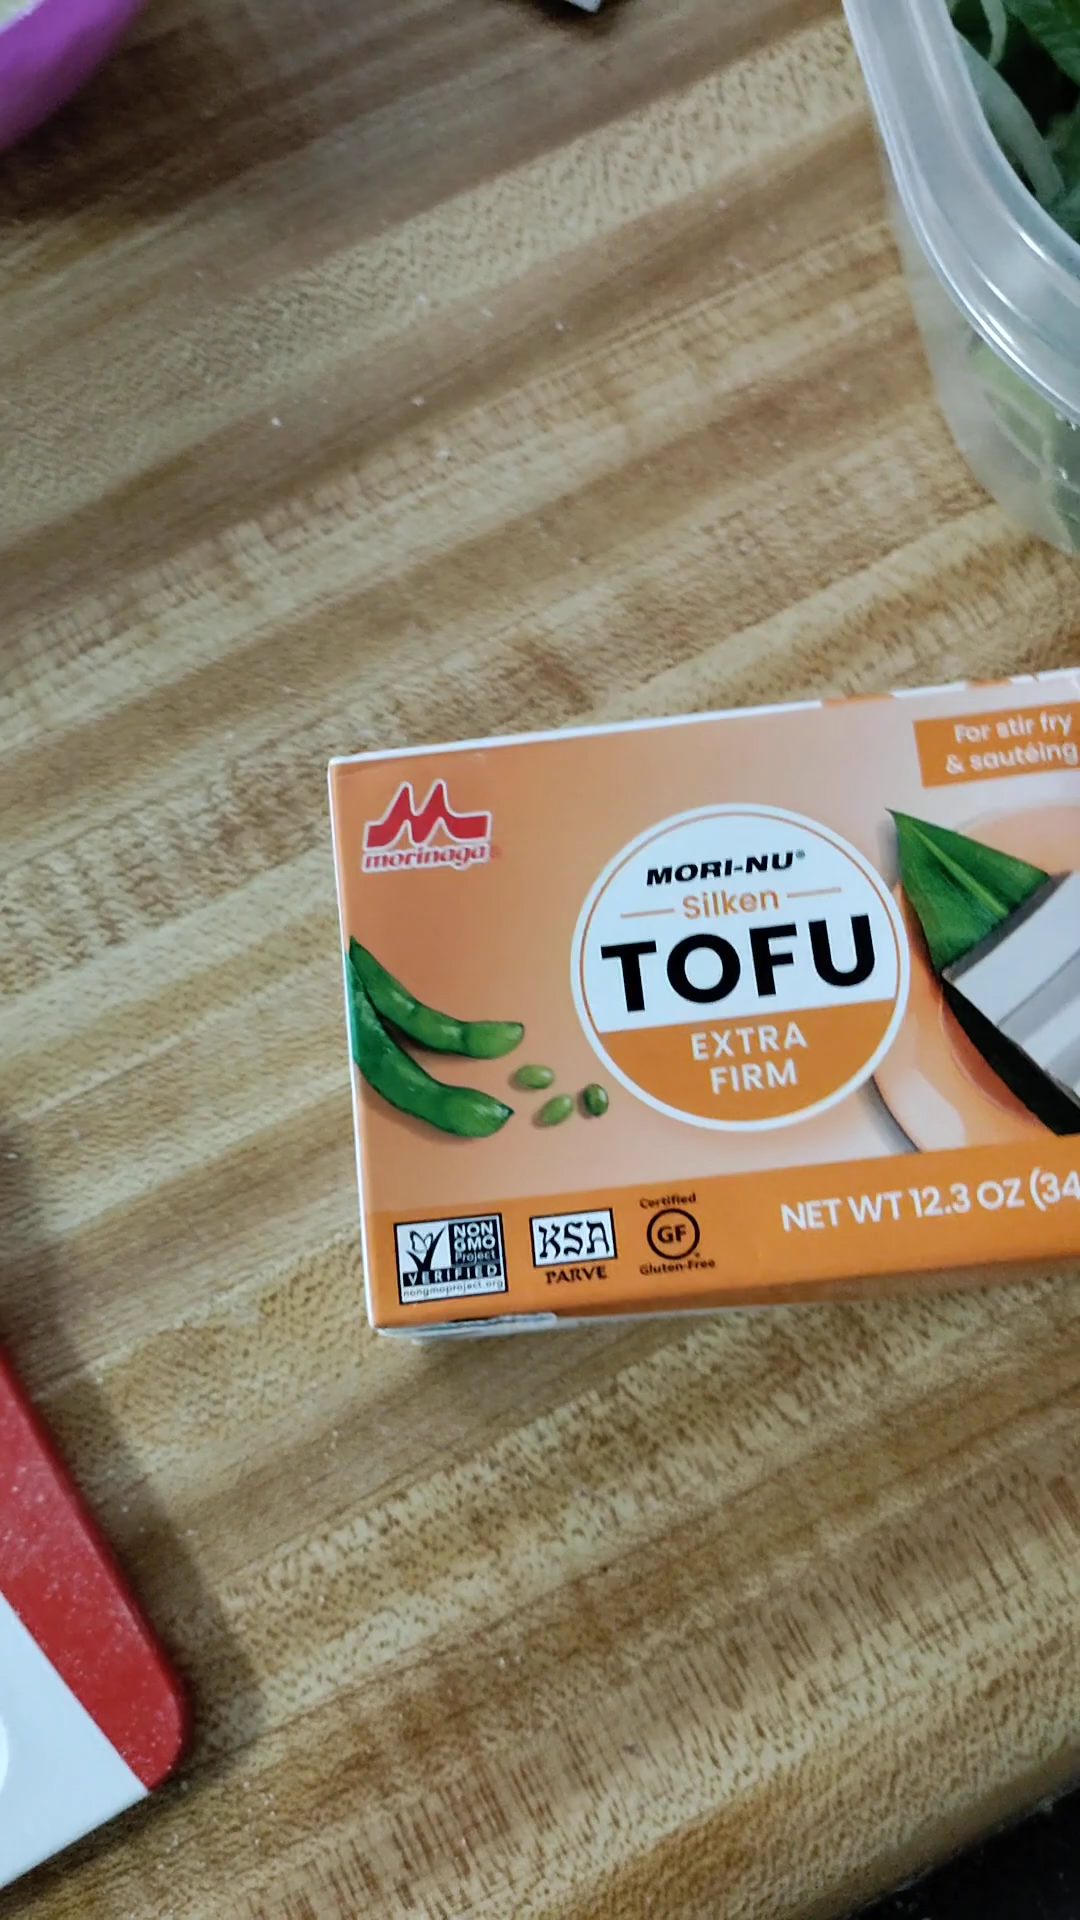 For stir fry
& sautéing
morinaga
MORI-NU®
Silken
TOFU
EXTRA
FIRM
NET WT 12.3 OZ (34
NON
GMO
Project
VERIFIED
nongmoproject.org
KSA
PARVE
Certified
GF
Gluten-Free